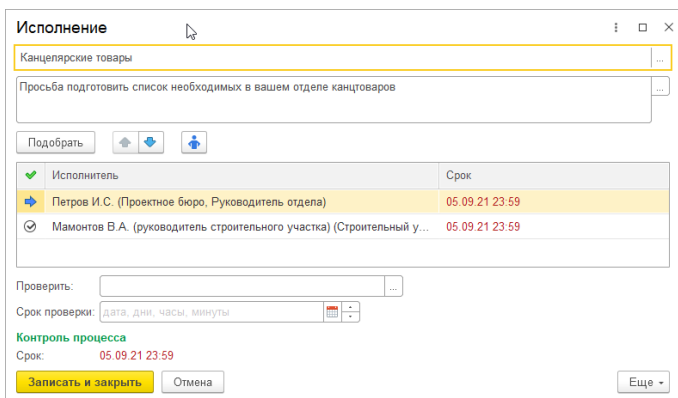 Исполнение
Канцелярские товары
...
Просьба подготовить список необходимых в вашем отделе канцтоваров
...
Подобрать
Исполнитель Срок
Петров И.С. (Проектное бюро, Руководитель отдела) 05.09.21 23:59
Мамонтов В.А. (руководитель строительного участка) (Строительный у... 05.09.21 23:59
Проверить: ...
Срок проверки: дата, дни, часы, минуты
Контроль процесса
Срок: 05.09.21 23:59
Записать и закрыть Отмена Еще